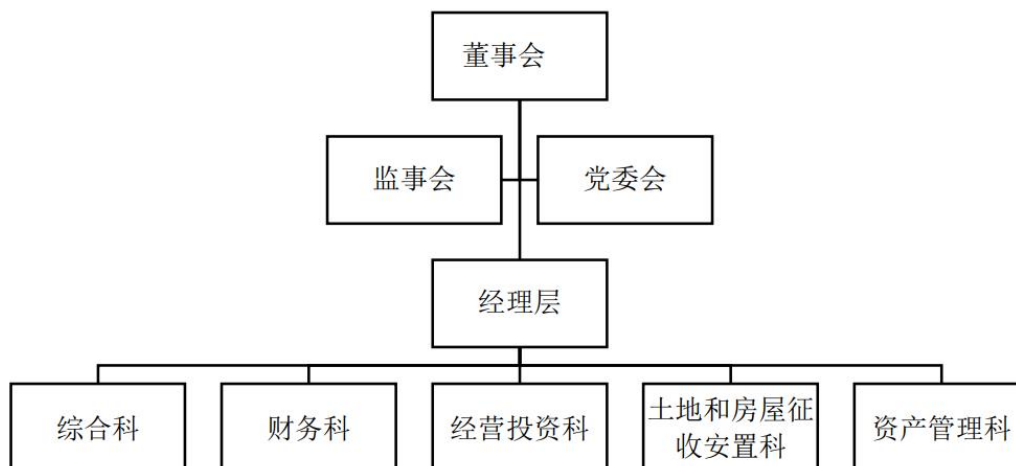 董事会
监事会
党委会
经理层
综合科
财务科
经营投资科
土地和房屋征
收安置科
资产管理科